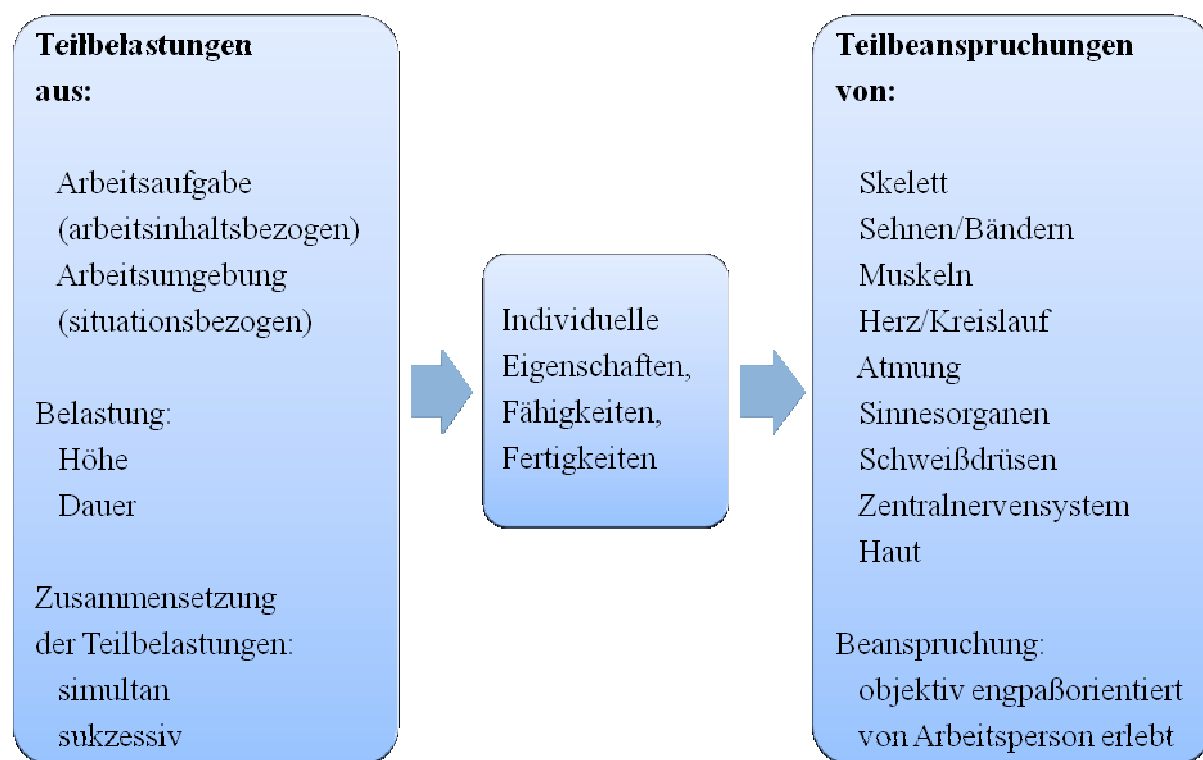 Teilbelastungen
aus:
Arbeitsaufgabe
(arbeitsinhaltsbezogen)
Arbeitsumgebung
(situationsbezogen)
Belastung:
Höhe
Dauer
Zusammensetzung
der Teilbelastungen:
simultan
sukzessiv
Individuelle
Eigenschaften,
Fähigkeiten,
Fertigkeiten
Teilbeanspruchungen
von:
Skelett
Sehnen/Bändern
Muskeln
Herz/Kreislauf
Atmung
Sinnesorganen
Schweißdrüsen
Zentralnervensystem
Haut
Beanspruchung:
objektiv engpaßorientiert
von Arbeitsperson erlebt